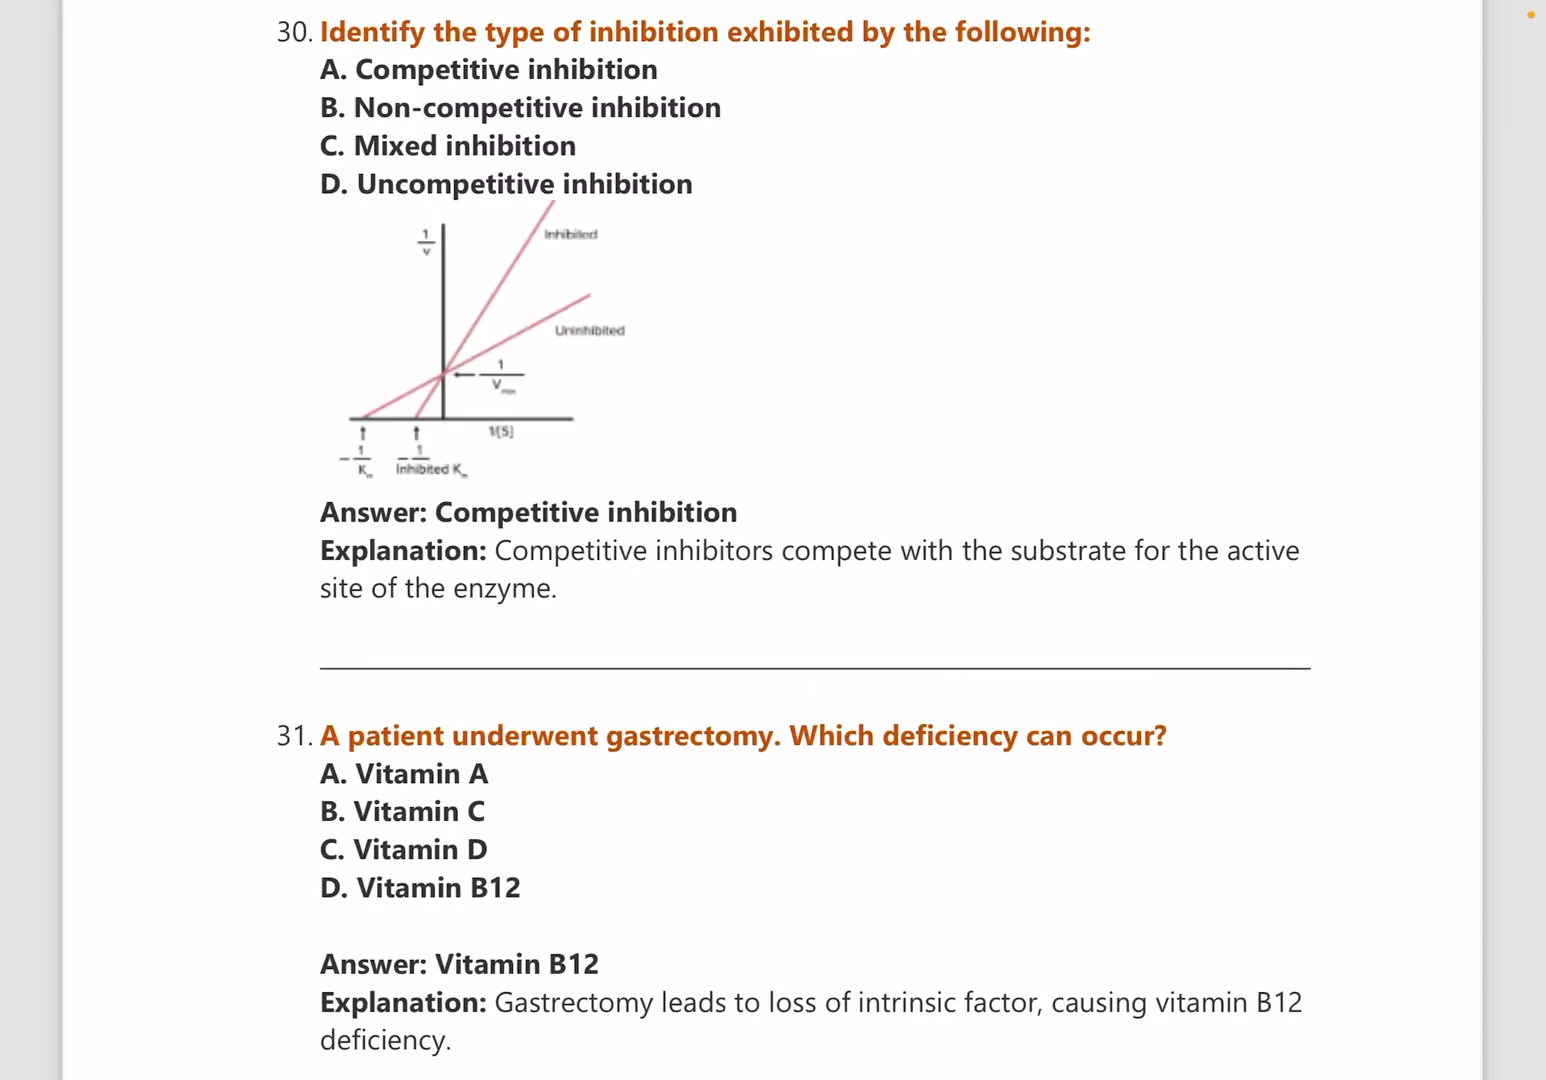 30. Identify the type of inhibition exhibited by the following:
A. Competitive inhibition
B. Non-competitive inhibition
C. Mixed inhibition
D. Uncompetitive inhibition
1
v
Inhibited
Uninhibited
1
V
1/[S]
1
K
1
Inhibited K
Answer: Competitive inhibition
Explanation: Competitive inhibitors compete with the substrate for the active
site of the enzyme.
31. A patient underwent gastrectomy. Which deficiency can occur?
A. Vitamin A
B. Vitamin C
C. Vitamin D
D. Vitamin B12
Answer: Vitamin B12
Explanation: Gastrectomy leads to loss of intrinsic factor, causing vitamin B12
deficiency.